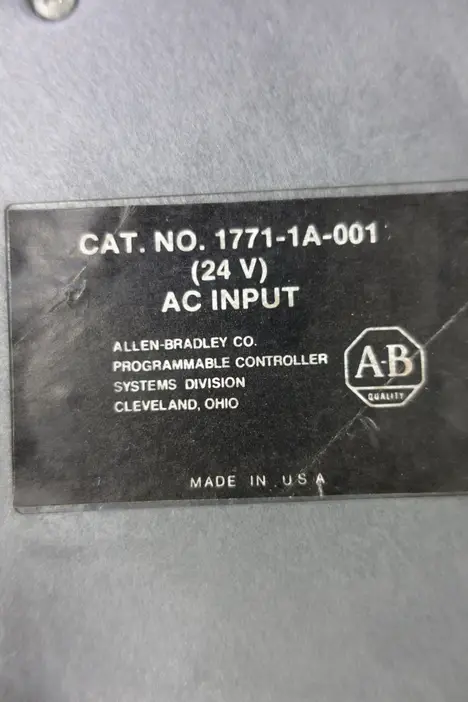 CAT. NO. 1771-1A-001
(24 V)
AC INPUT
ALLEN-BRADLEY CO.
PROGRAMMABLE CONTROLLER
SYSTEMS DIVISION
CLEVELAND, OHIO
A-B
QUALITY
MADE IN U S A